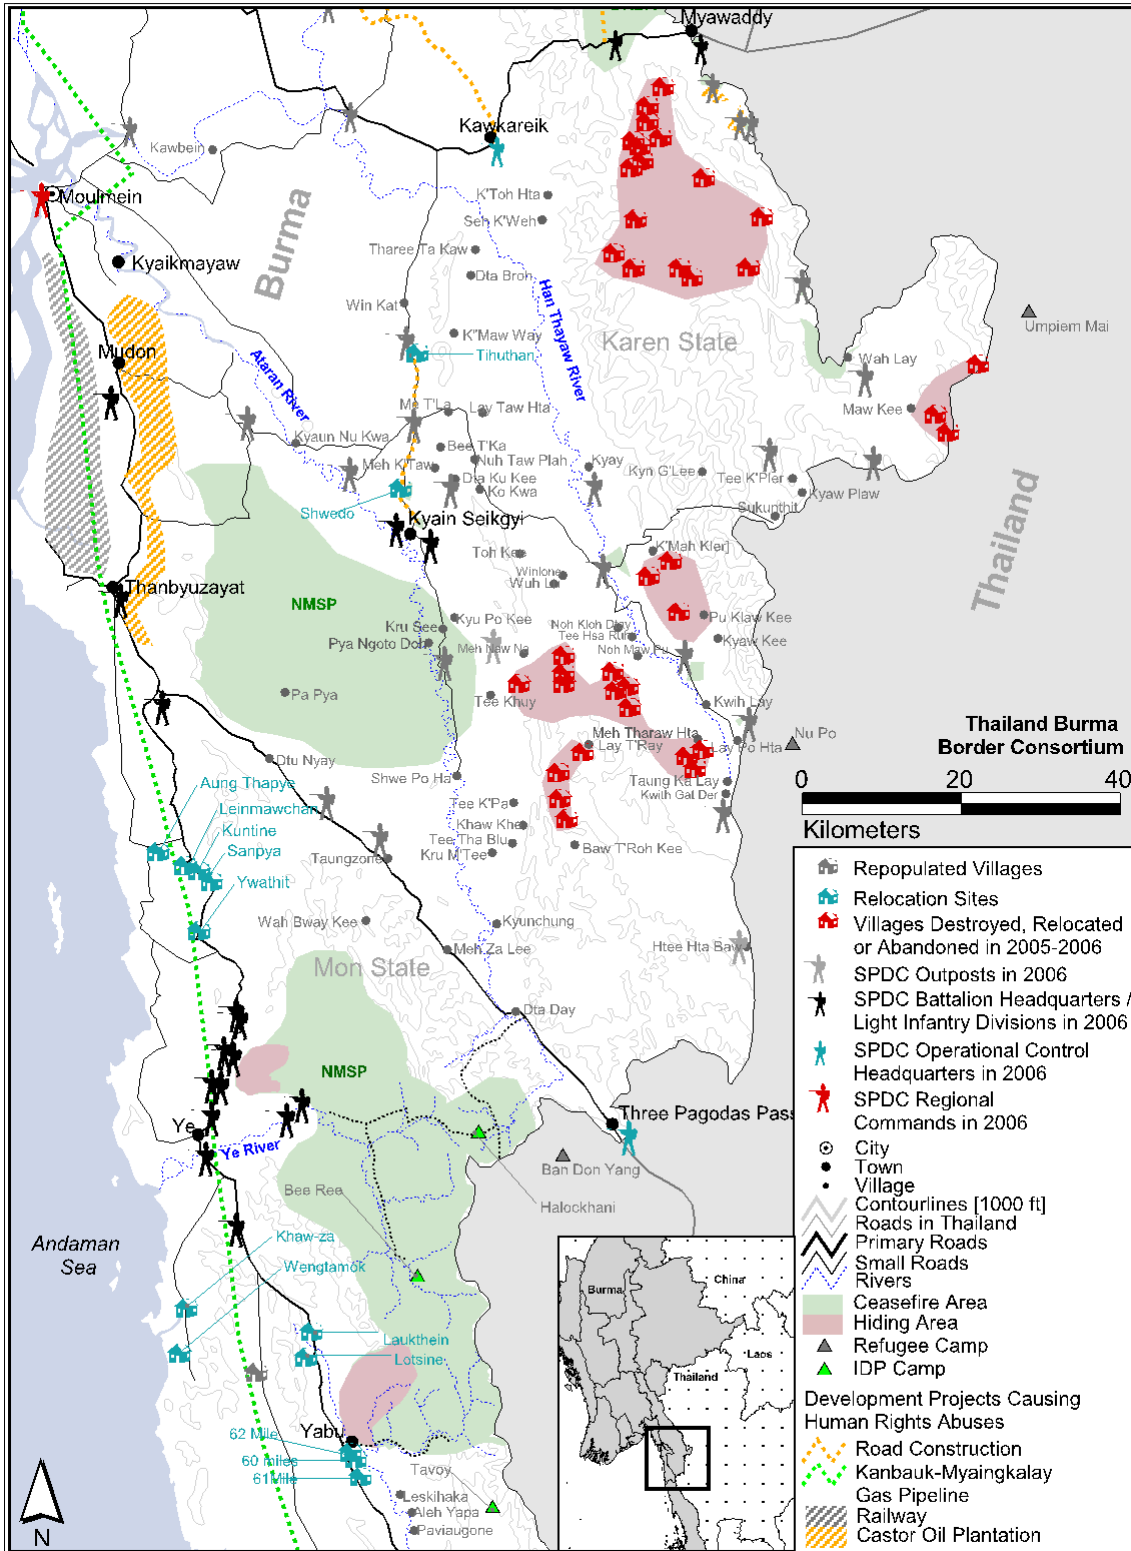 Myawaddy
Kawkareik
Kawbein
Moulmein
K'Toh Hta
Seh K'Weh
Burma
Tharee Ta Kaw
Kyaikmayaw
Dta Broh
Han Thayaw River
Win Kat
Umpiem Mai
K'Maw Way
Karen State
Mudon
Ataran River
Tihuthan
Wah Lay
Me T'La
Lay Taw Hta
Maw Kee
Kyaun Nu Kwa
Bee T'Ka
Meh K'Taw
Nuh Taw Plah
Kyay
Kyn G'Lee
Dta Ku Kee
Tee K'Pler
Ko Kwa
Kyaw Plaw
Shwedo
Sukunthit
Kyain Seikgyi
Thailand
Toh Kee
K'Mah Kler
Winlone
Wuh L
Thanbyuzayat
NMSP
Kyu Po Kee
Pu Klaw Kee
Kru See
Noh Kloh Dtay
Tee Hsa Run
Kyaw Kee
Pya Ngoto Doh
Meh Naw Na
Noh Maw Pu
Pa Pya
Tee Khuy
Kwih Lay
Thailand Burma
Border Consortium
Meh Tharaw Hta
Lay T'Ray
Lay Po Hta
Nu Po
Dtu Nyay
Shwe Po Ha
Taung Ka Lay
Kwith Gal Der
0 20 40
Kilometers
Aung Thapye
Leinmawchan
Kuntine
Sanpya
Tee K'Pa
Khaw Khe
Tee Tha Blu
Kru M'Tee
Baw T'Roh Kee
Taungzone
Ywathit
Wah Bway Kee
Kyunchung
Meh Za Lee
Htee Hta Baw
Mon State
Dta Day
NMSP
Three Pagodas Pass
Ye
Ye River
Ban Don Yang
Bee Ree
Halockhani
Khaw-za
Andaman
Sea
Wengtamok
Laukthein
Lotsine
62 Mile
Yabu
60 miles
61Mile
Tavoy
Leskihaka
Aleh Yapa
Paviaugone
N
Burma
China
Laos
Thailand
Repopulated Villages
Relocation Sites
Villages Destroyed, Relocated
or Abandoned in 2005-2006
SPDC Outposts in 2006
SPDC Battalion Headquarters /
Light Infantry Divisions in 2006
SPDC Operational Control
Headquarters in 2006
SPDC Regional
Commands in 2006
City
Town
Village
Contourlines [1000 ft]
Roads in Thailand
Primary Roads
Small Roads
Rivers
Ceasefire Area
Hiding Area
Refugee Camp
IDP Camp
Development Projects Causing
Human Rights Abuses
Road Construction
Kanbauk-Myaingkalay
Gas Pipeline
Railway
Castor Oil Plantation